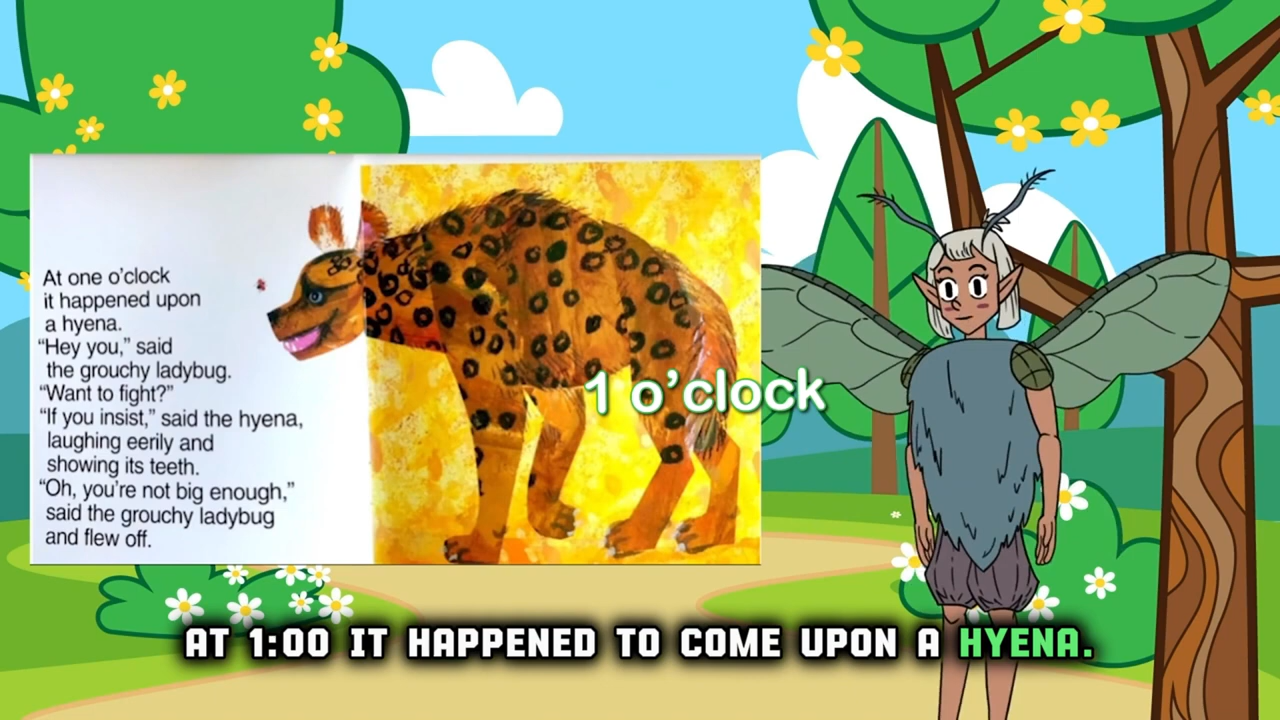 At one o'clock
it happened upon
a hyena.
"Hey you," said
the grouchy ladybug.
"Want to fight?"
"If you insist," said the hyena,
laughing eerily and
showing its teeth.
"Oh, you're not big enough,"
said the grouchy ladybug
and flew off.
1 o'clock
AT 1:00 IT HAPPENED TO COME UPON A HYENA.